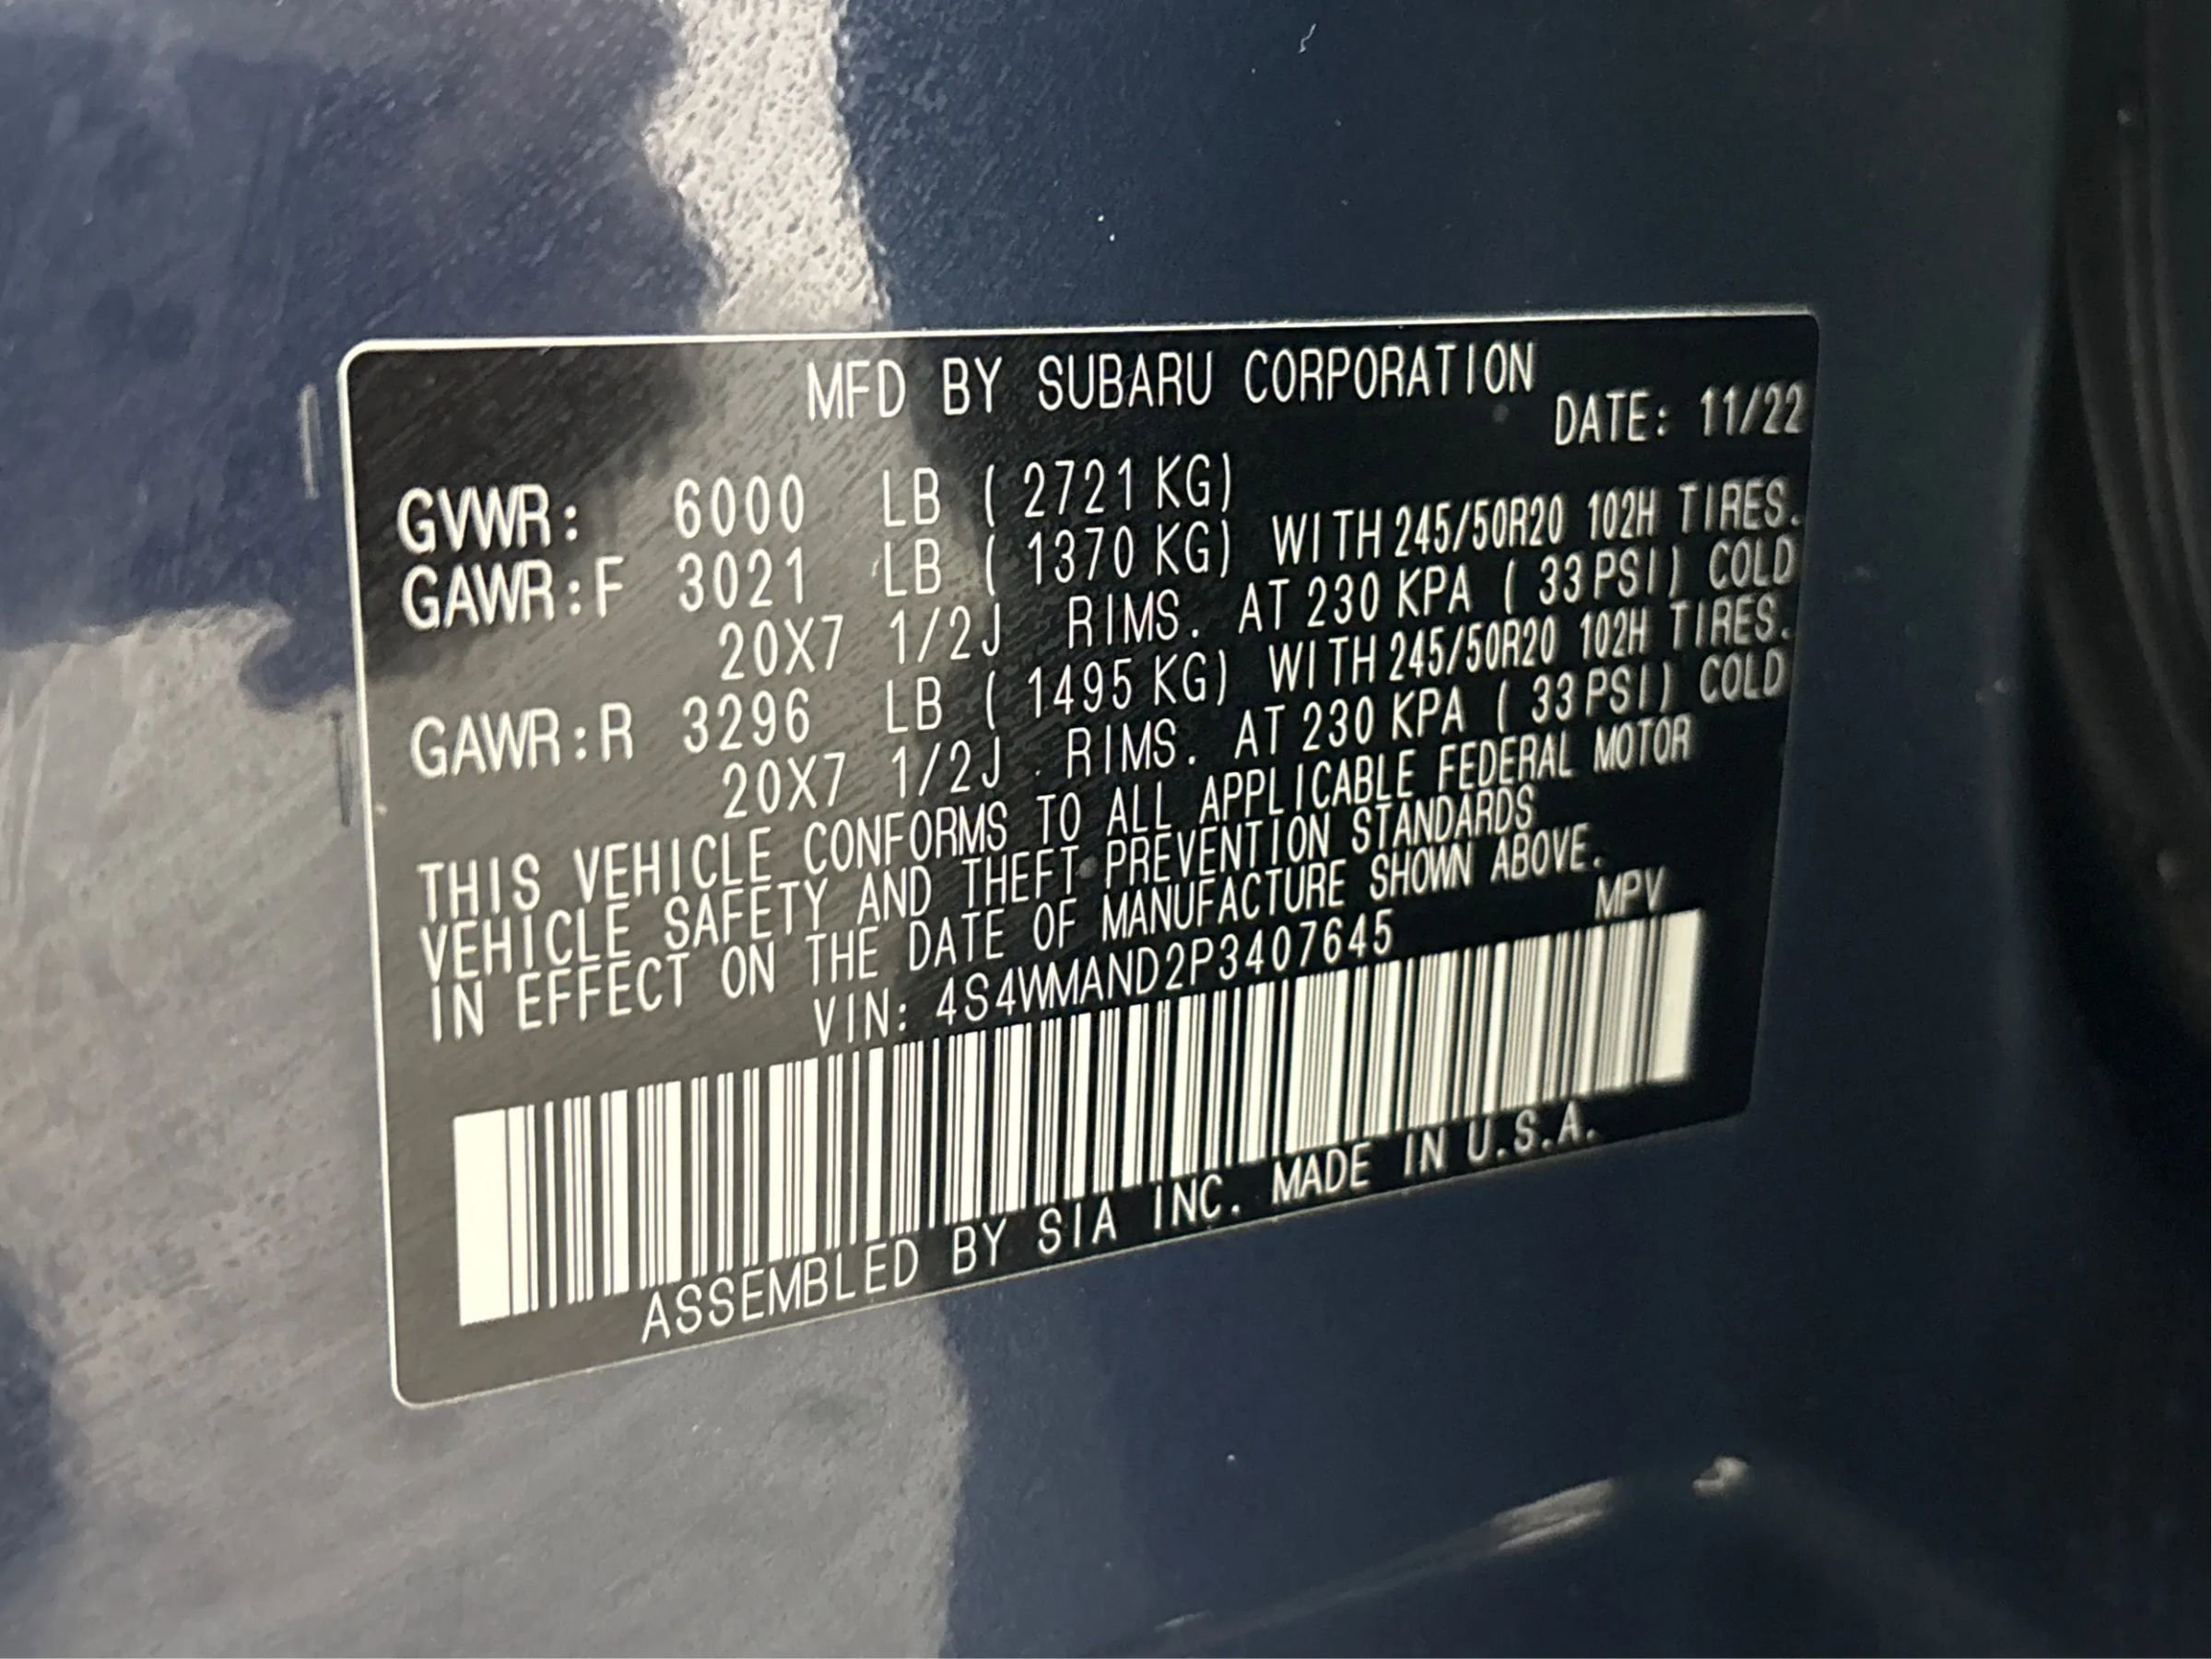 MFD BY SUBARU CORPORATION
DATE: 11/22
GVWR: 6000 LB ( 2721 KG)
GAWR:F 3021 LB ( 1370 KG) WITH 245/50R20 102H TIRES.
20X7 1/2J RIMS. AT 230 KPA ( 33 PSI) COLD
GAWR:R 3296 LB ( 1495 KG) WITH 245/50R20 102H TIRES.
20X7 1/2J RIMS. AT 230 KPA ( 33 PSI) COLD
THIS VEHICLE CONFORMS TO ALL APPLICABLE FEDERAL MOTOR
VEHICLE SAFETY AND THEFT PREVENTION STANDARDS
IN EFFECT ON THE DATE OF MANUFACTURE SHOWN ABOVE.
VIN: 4S4WMAND2P3407645 MPV
ASSEMBLED BY SIA INC. MADE IN U.S.A.